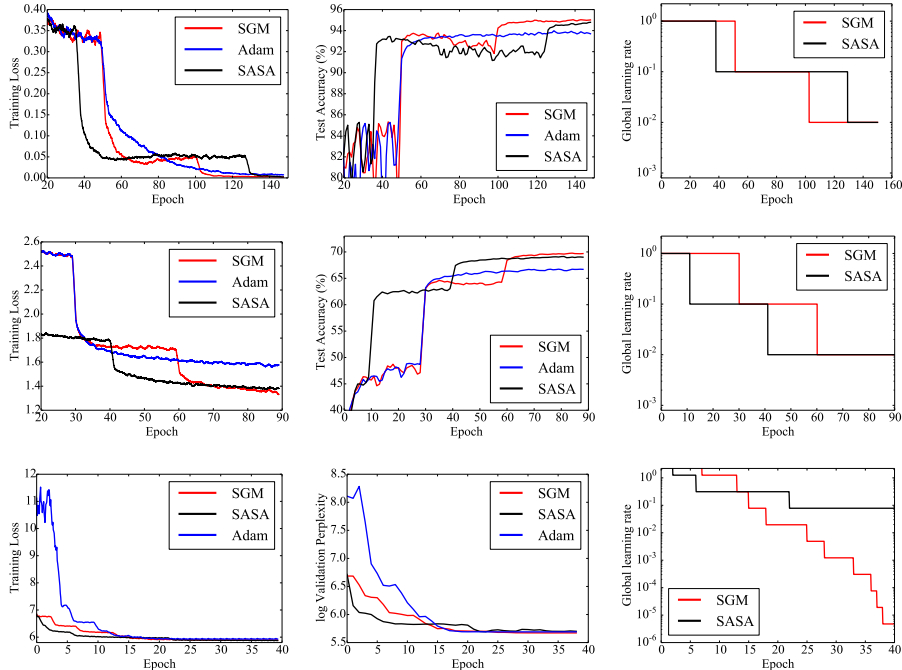 0.40
0.35
0.30
0.25
0.20
0.15
0.10
0.05
0.00
20 40 60 80 100 120 140
Training Loss
Epoch
SGM
Adam
SASA
96
94
92
90
88
86
84
82
80
20 40 60 80 100 120 140
Test Accuracy (%)
Epoch
SGM
Adam
SASA
10^0
10^-1
10^-2
10^-3
0 20 40 60 80 100 120 140 160
Global learning rate
Epoch
SGM
SASA
2.6
2.4
2.2
2.0
1.8
1.6
1.4
1.2
20 30 40 50 60 70 80 90
Training Loss
Epoch
SGM
Adam
SASA
70
65
60
55
50
45
40
0 10 20 30 40 50 60 70 80 90
Test Accuracy (%)
Epoch
SGM
Adam
SASA
10^0
10^-1
10^-2
10^-3
0 10 20 30 40 50 60 70 80 90
Global learning rate
Epoch
SGM
SASA
12
11
10
9
8
7
6
0 5 10 15 20 25 30 35 40
Training Loss
Epoch
SGM
SASA
Adam
8.5
8.0
7.5
7.0
6.5
6.0
5.5
0 5 10 15 20 25 30 35 40
log Validation Perplexity
Epoch
SGM
SASA
Adam
10^0
10^-1
10^-2
10^-3
10^-4
10^-5
10^-6
0 5 10 15 20 25 30 35 40
Global learning rate
Epoch
SGM
SASA